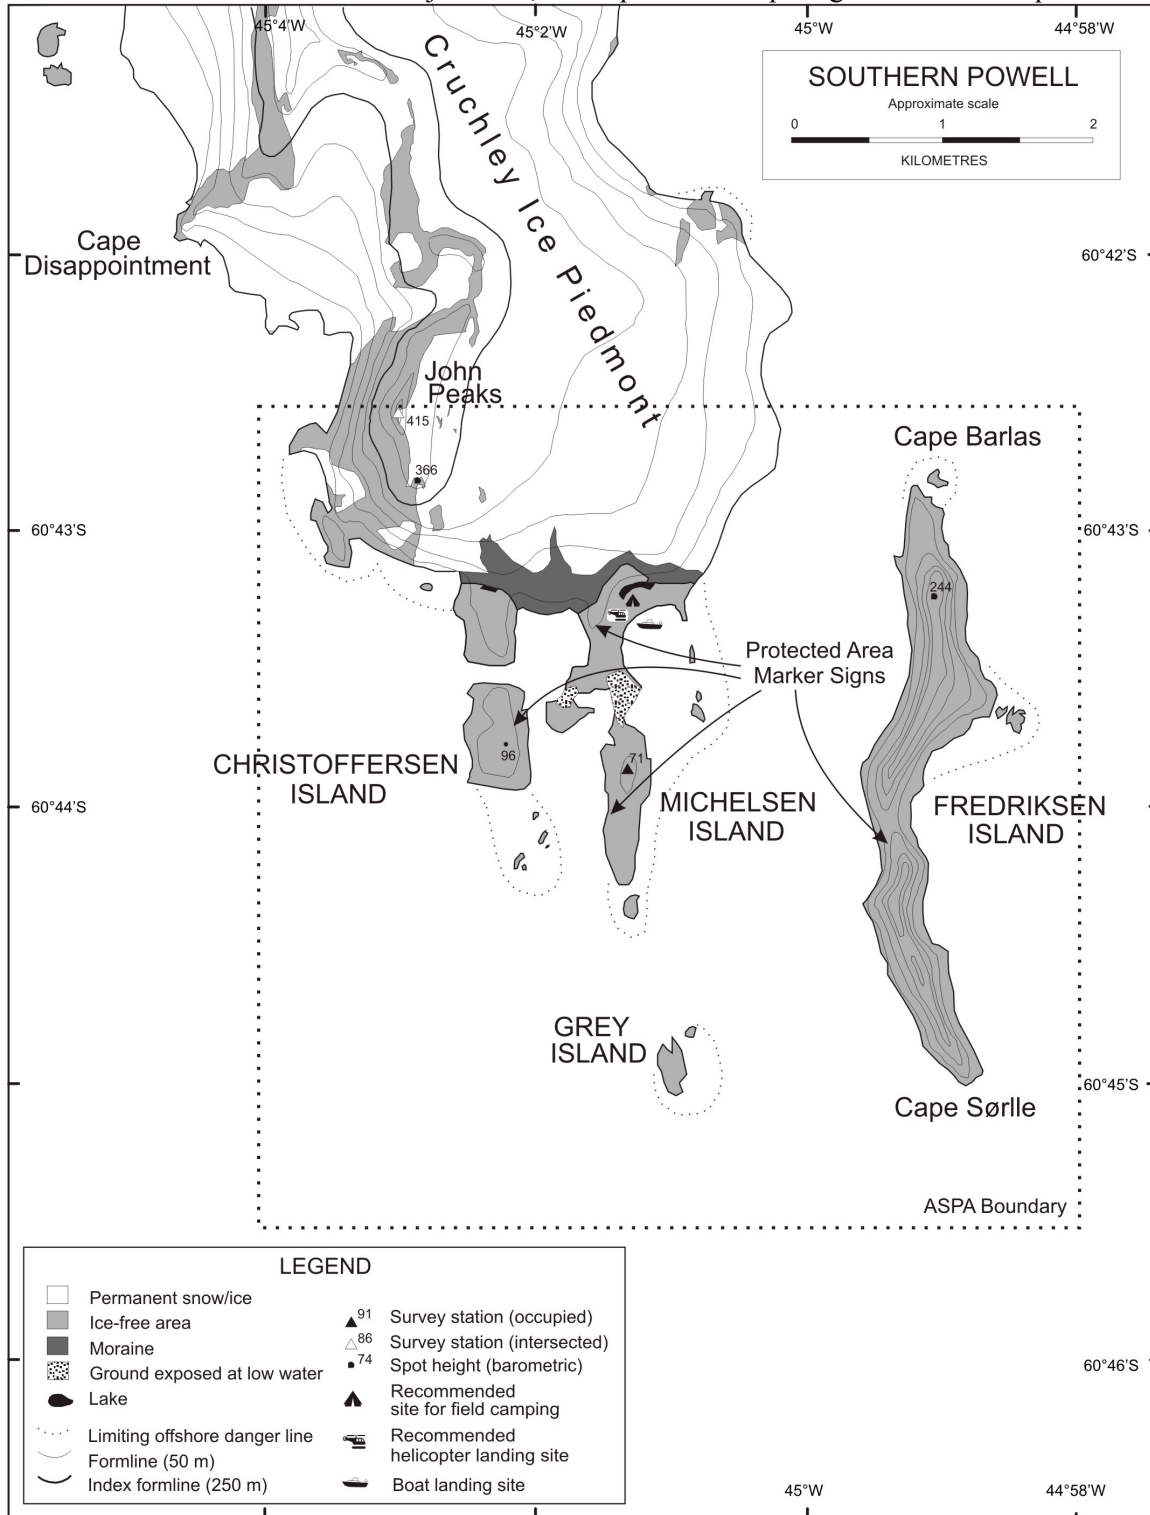 45°4'W
45°2'W
45°W
44°58'W
SOUTHERN POWELL
Approximate scale
0 1 2
KILOMETRES
Cruchley Ice Piedmont
Cape
Disappointment
60°42'S
John
Peaks
415
366
Cape Barlas
60°43'S
60°43'S
244
Protected Area
Marker Signs
96
71
CHRISTOFFERSEN
ISLAND
60°44'S
MICHELSEN
ISLAND
FREDRIKSEN
ISLAND
GREY
ISLAND
60°45'S
Cape Sørlle
ASPA Boundary
LEGEND
Permanent snow/ice
Ice-free area
Moraine
Ground exposed at low water
Lake
Limiting offshore danger line
Formline (50 m)
Index formline (250 m)
91 Survey station (occupied)
86 Survey station (intersected)
74 Spot height (barometric)
Recommended
site for field camping
Recommended
helicopter landing site
Boat landing site
60°46'S
45°W
44°58'W